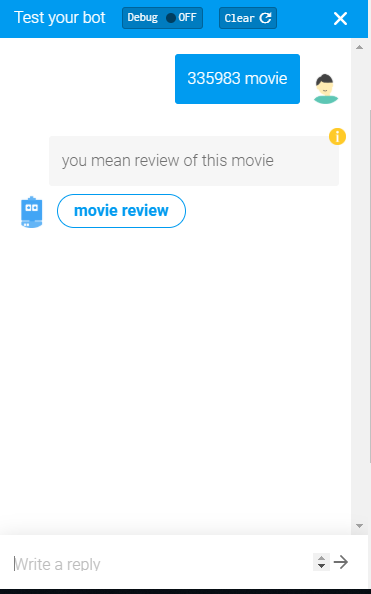 Test your bot
Debug OFF
Clear
335983 movie
i
you mean review of this movie
movie review
Write a reply